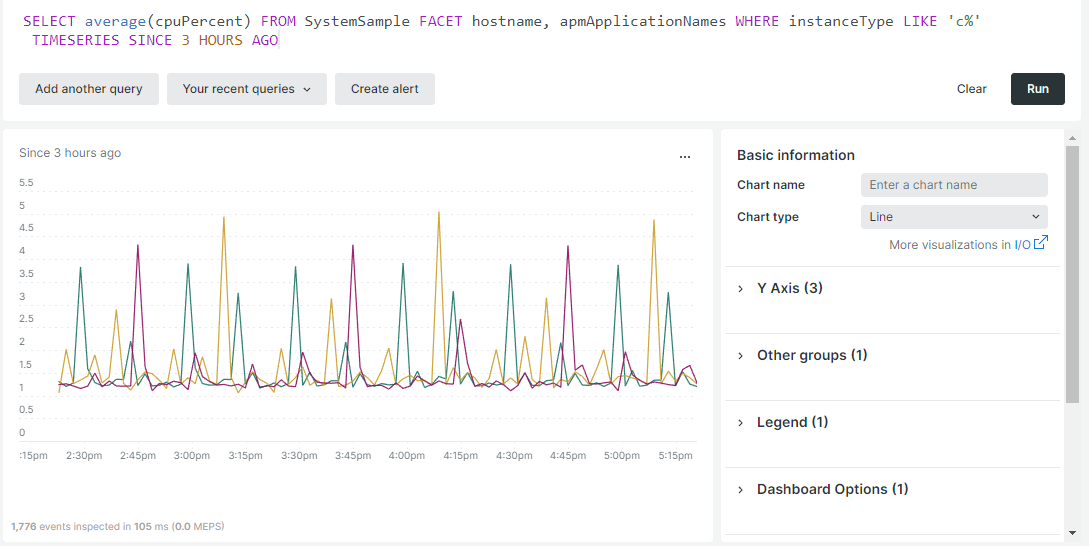 SELECT average(cpuPercent) FROM SystemSample FACET hostname, apmApplicationNames WHERE instanceType LIKE 'c%'
TIMESERIES SINCE 3 HOURS AGO
Add another query
Your recent queries
Create alert
Clear
Run
Since 3 hours ago
...
5.5
5
4.5
4
3.5
3
2.5
2
1.5
1
0.5
0
:15pm 2:30pm 2:45pm 3:00pm 3:15pm 3:30pm 3:45pm 4:00pm 4:15pm 4:30pm 4:45pm 5:00pm 5:15pm
1,776 events inspected in 105 ms (0.0 MEPS)
Basic information
Chart name Enter a chart name
Chart type Line
More visualizations in I/O
Y Axis (3)
Other groups (1)
Legend (1)
Dashboard Options (1)